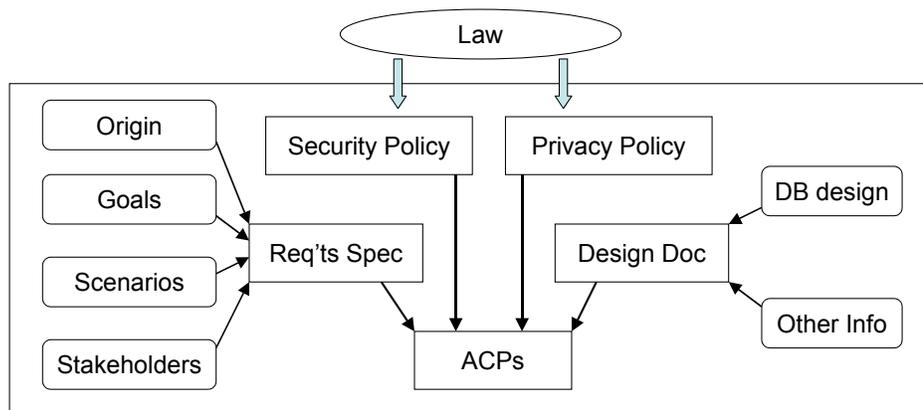 Law
Origin
Security Policy
Privacy Policy
Goals
DB design
Req'ts Spec
Design Doc
Scenarios
Other Info
Stakeholders
ACPs